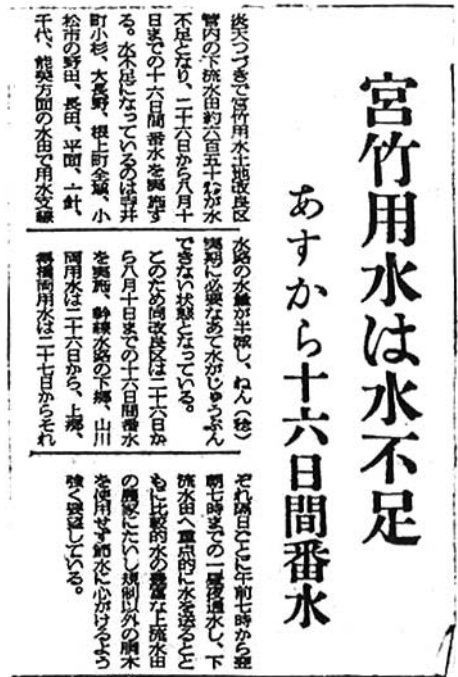 宮竹用水は水不足
あすから十六日間番水
炎天つづきで宮竹用水土地改良区
管内の下流水田約六百五十㌶が水
不足となり、二十六日から八月十
日までの十六日間番水を実施す
る。水不足になっているのは寺井
町小杉、大長野、根上町全域、小
松市の野田、長田、平面、一針、
千代、能美方面の水田で用水支線
水路の水量が半減し、ねん(稔)
実期に必要なあて水がじゅうぶん
できない状態となっている。
このため同改良区は二十六日か
ら八月十日までの十六日間番水
を実施、幹線水路の下郷、山川
両用水は二十六日から、上郷、
得橋両用水は二十七日からそれ
ぞれ隔日ごとに午前七時から翌
朝七時までの一昼夜通水し、下
流水田へ重点的に水を送るとと
もに比較的水の豊富な上流水田
の農家にたいし規制以外の胴木
を使用せず節水に心がけるよう
強く要望している。